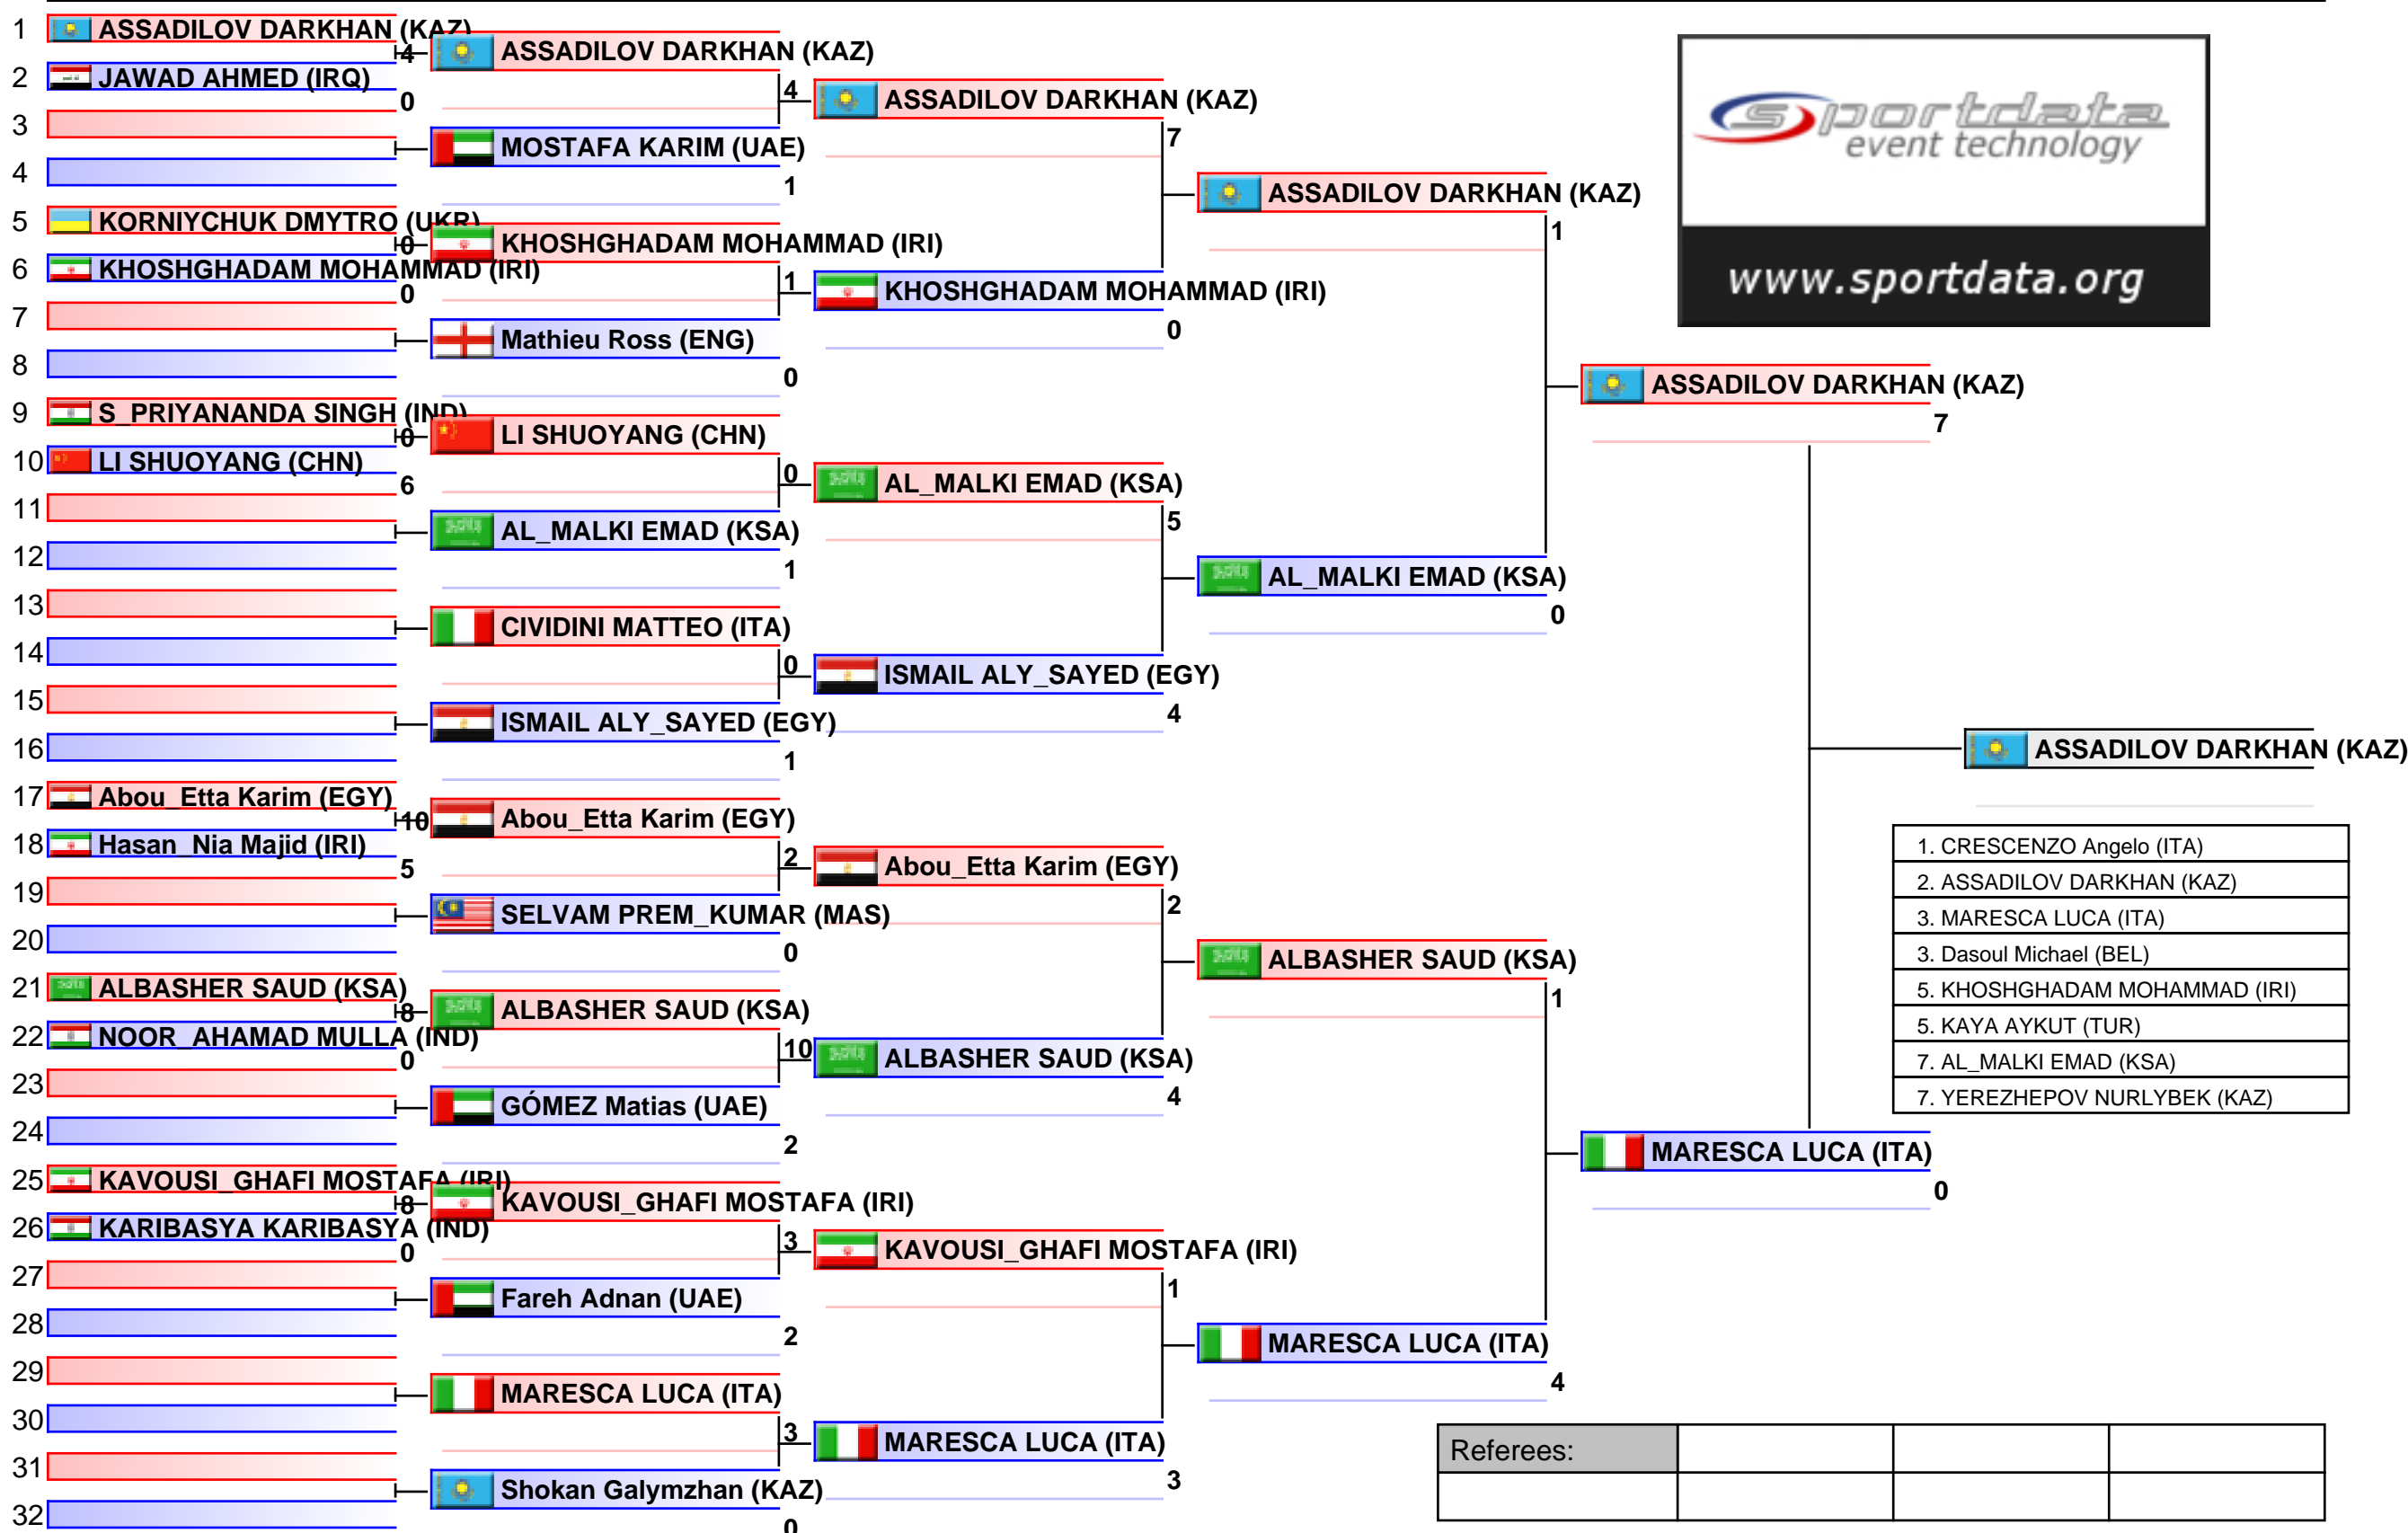 1 ASSADILOV DARKHAN (KAZ)
4
2 JAWAD AHMED (IRQ)
0
3
4
5 KORNIYCHUK DMYTRO (UKR)
0
6 KHOSHGHADAM MOHAMMAD (IRI)
0
7
8
9 S_PRIYANANDA SINGH (IND)
0
10 LI SHUOYANG (CHN)
6
11
12
13
14
15
16
17 Abou_Etta Karim (EGY)
10
18 Hasan_Nia Majid (IRI)
5
19
20
21 ALBASHER SAUD (KSA)
8
22 NOOR_AHAMAD MULLA (IND)
0
23
24
25 KAVOUSI_GHAFI MOSTAFA (IRI)
8
26 KARIBASYA KARIBASYA (IND)
0
27
28
29
30
31
32
ASSADILOV DARKHAN (KAZ)
4
MOSTAFA KARIM (UAE)
1
KHOSHGHADAM MOHAMMAD (IRI)
1
Mathieu Ross (ENG)
0
LI SHUOYANG (CHN)
0
AL_MALKI EMAD (KSA)
1
CIVIDINI MATTEO (ITA)
0
ISMAIL ALY_SAYED (EGY)
1
Abou_Etta Karim (EGY)
2
SELVAM PREM_KUMAR (MAS)
0
ALBASHER SAUD (KSA)
10
GÓMEZ Matias (UAE)
2
KAVOUSI_GHAFI MOSTAFA (IRI)
3
Fareh Adnan (UAE)
2
MARESCA LUCA (ITA)
3
Shokan Galymzhan (KAZ)
0
ASSADILOV DARKHAN (KAZ)
7
KHOSHGHADAM MOHAMMAD (IRI)
0
AL_MALKI EMAD (KSA)
5
ISMAIL ALY_SAYED (EGY)
4
Abou_Etta Karim (EGY)
2
ALBASHER SAUD (KSA)
4
KAVOUSI_GHAFI MOSTAFA (IRI)
1
MARESCA LUCA (ITA)
3
ASSADILOV DARKHAN (KAZ)
1
AL_MALKI EMAD (KSA)
0
ALBASHER SAUD (KSA)
1
MARESCA LUCA (ITA)
4
ASSADILOV DARKHAN (KAZ)
7
MARESCA LUCA (ITA)
0
ASSADILOV DARKHAN (KAZ)
sportdata
event technology
www.sportdata.org
1. CRESCENZO Angelo (ITA)
2. ASSADILOV DARKHAN (KAZ)
3. MARESCA LUCA (ITA)
3. Dasoul Michael (BEL)
5. KHOSHGHADAM MOHAMMAD (IRI)
5. KAYA AYKUT (TUR)
7. AL_MALKI EMAD (KSA)
7. YEREZHEPOV NURLYBEK (KAZ)
Referees: